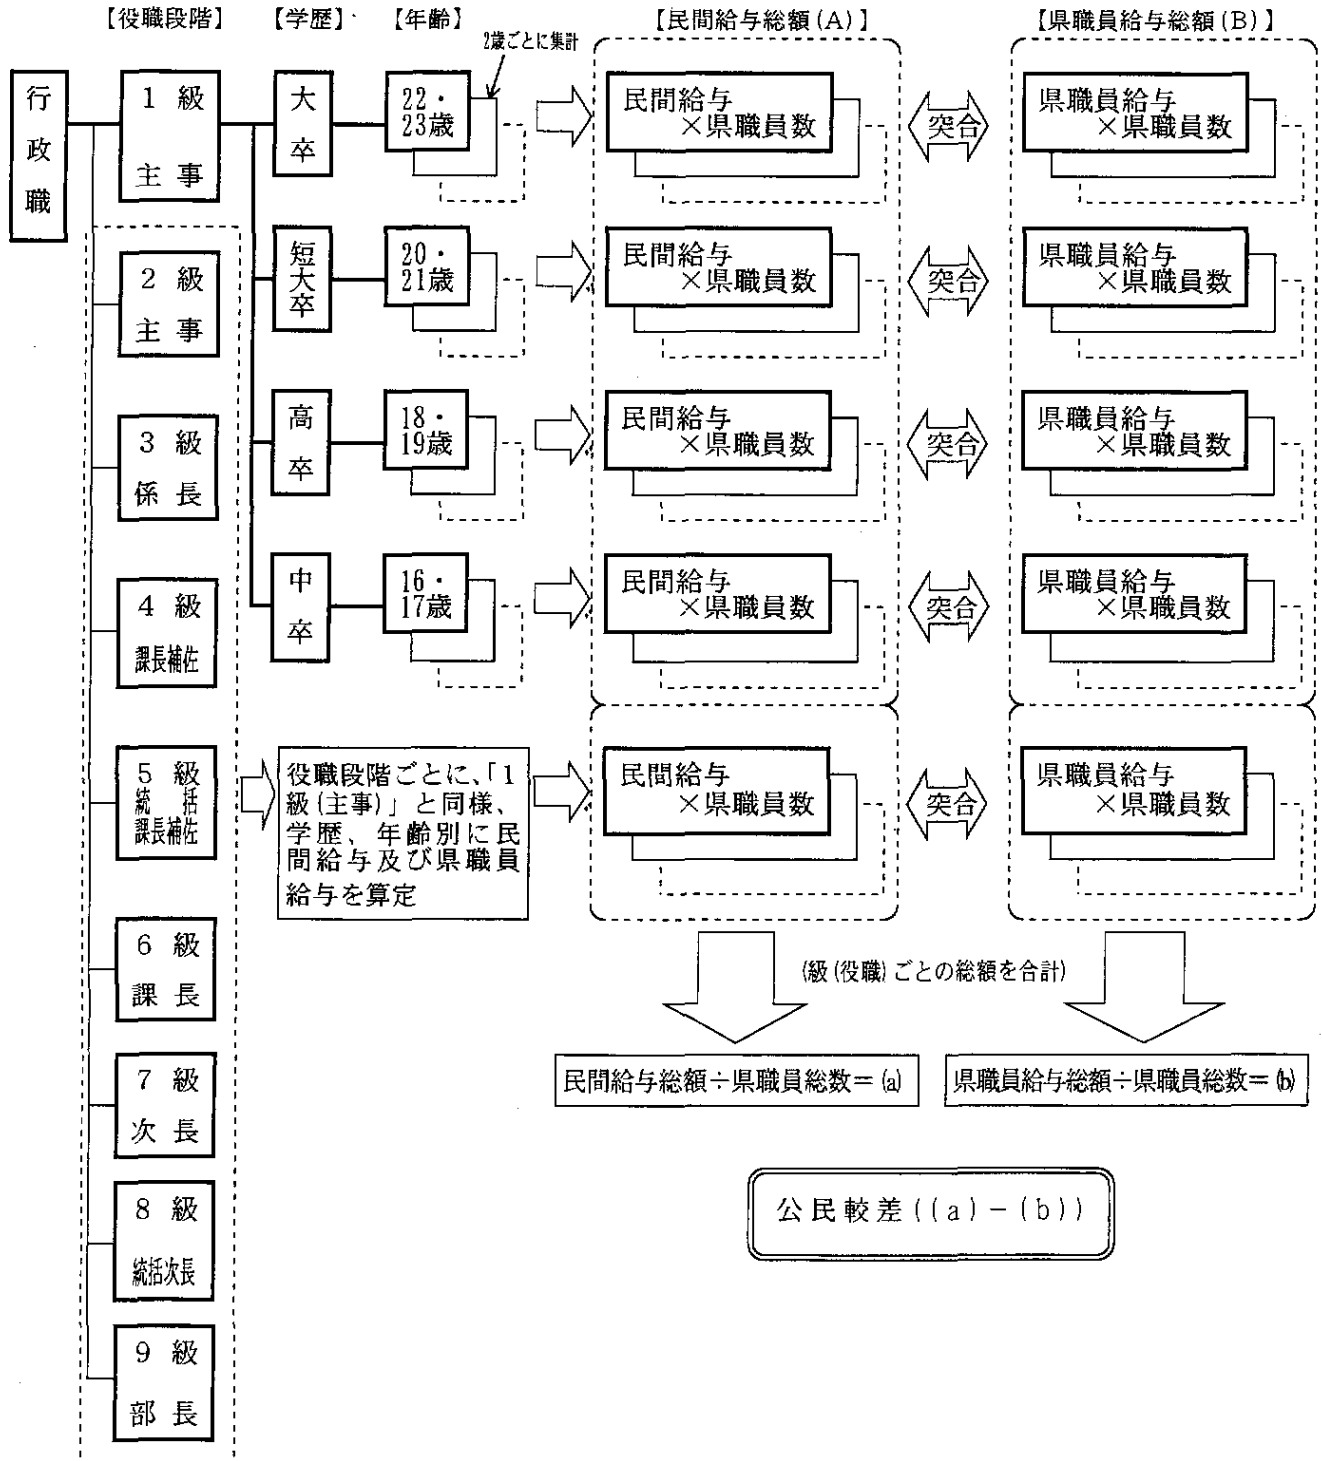 【役職段階】 【学歴】 【年齢】 【民間給与総額(A)】 【県職員給与総額(B)】
2歳ごとに集計
行政職
1 級
主 事
大卒
22・
23歳
民間給与
×県職員数
突合
県職員給与
×県職員数
2 級
主 事
短大卒
20・
21歳
民間給与
×県職員数
突合
県職員給与
×県職員数
3 級
係 長
高卒
18・
19歳
民間給与
×県職員数
突合
県職員給与
×県職員数
4 級
課長補佐
中卒
16・
17歳
民間給与
×県職員数
突合
県職員給与
×県職員数
5 級
統 括
課長補佐
役職段階ごとに、「1
級(主事)」と同様、
学歴、年齢別に民
間給与及び県職員
給与を算定
民間給与
×県職員数
突合
県職員給与
×県職員数
6 級
課 長
(級(役職)ごとの総額を合計)
7 級
次 長
民間給与総額÷県職員総数=(a)
県職員給与総額÷県職員総数=(b)
8 級
統括次長
公民較差((a)-(b))
9 級
部 長